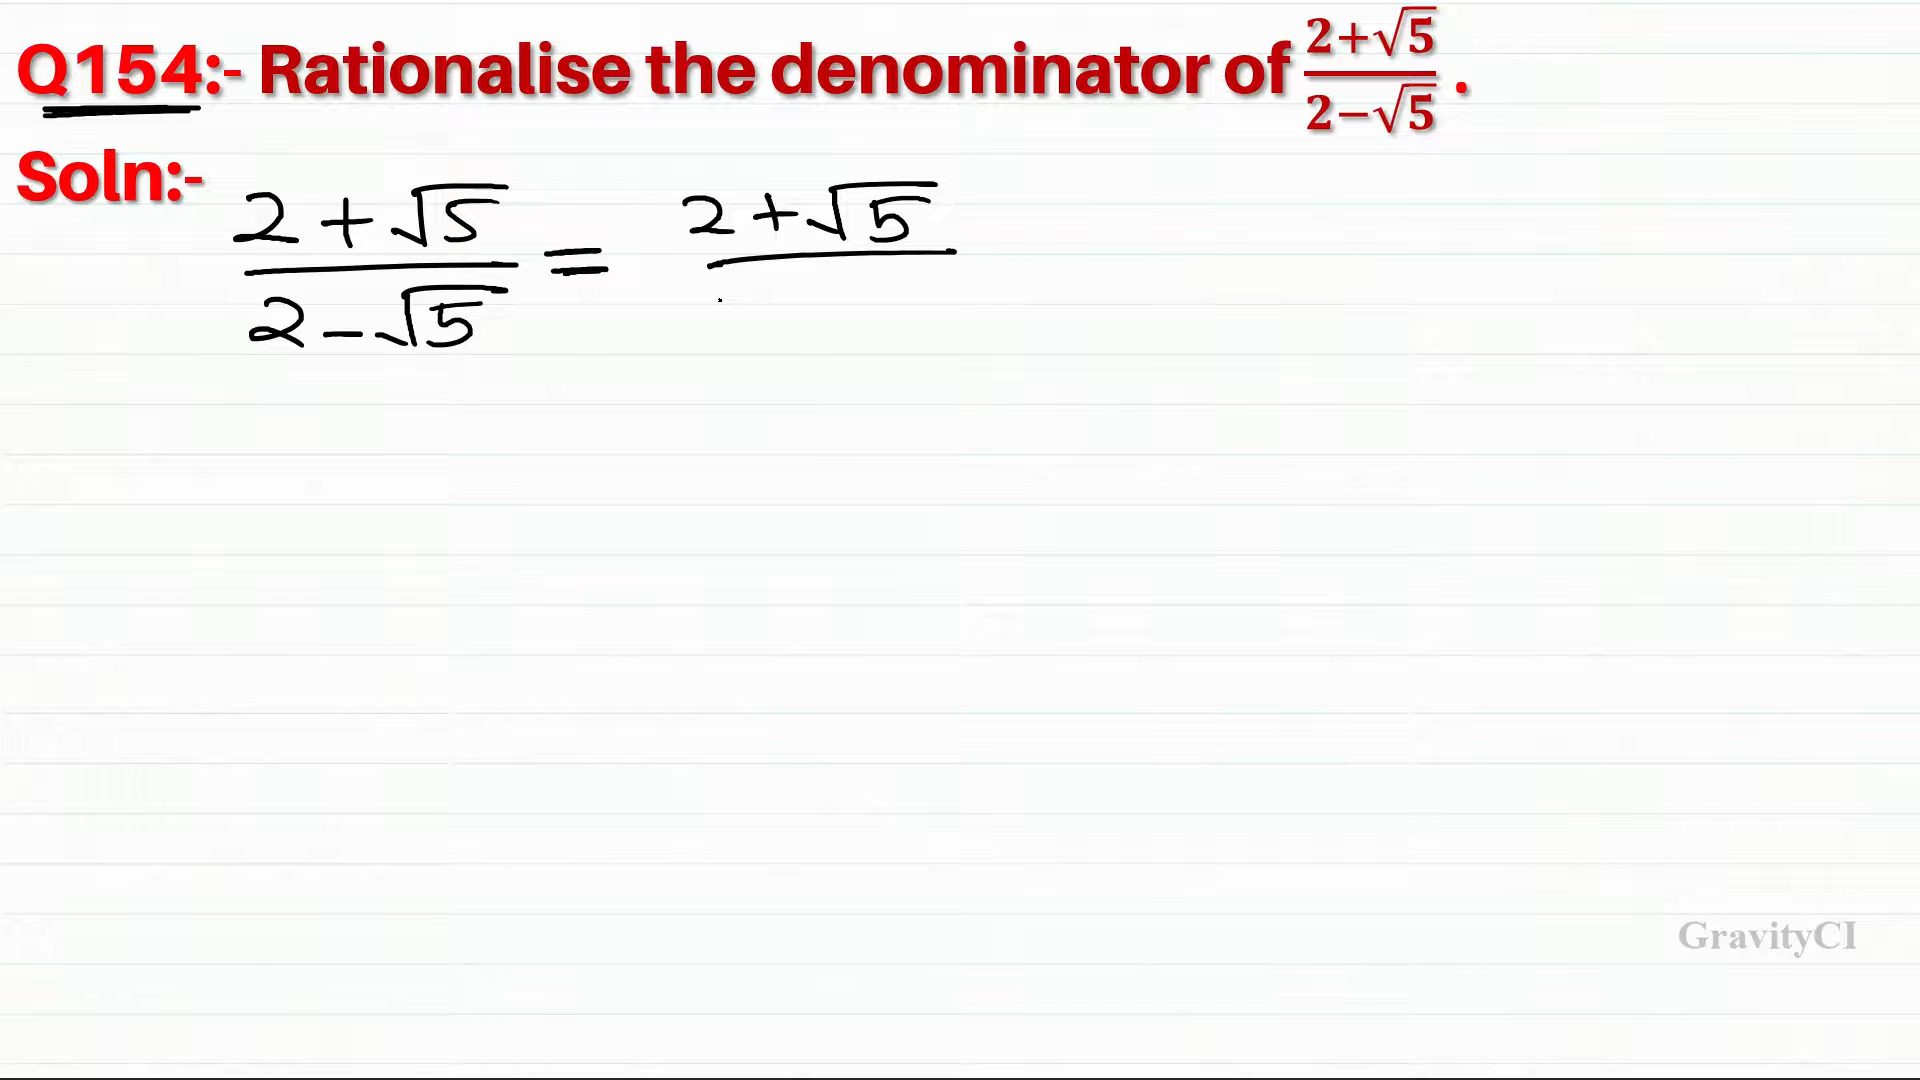 Q154:- Rationalise the denominator of (2+√5)/(2−√5) .
Soln:- (2+√5)/(2−√5) = 2+√5
GravityCI